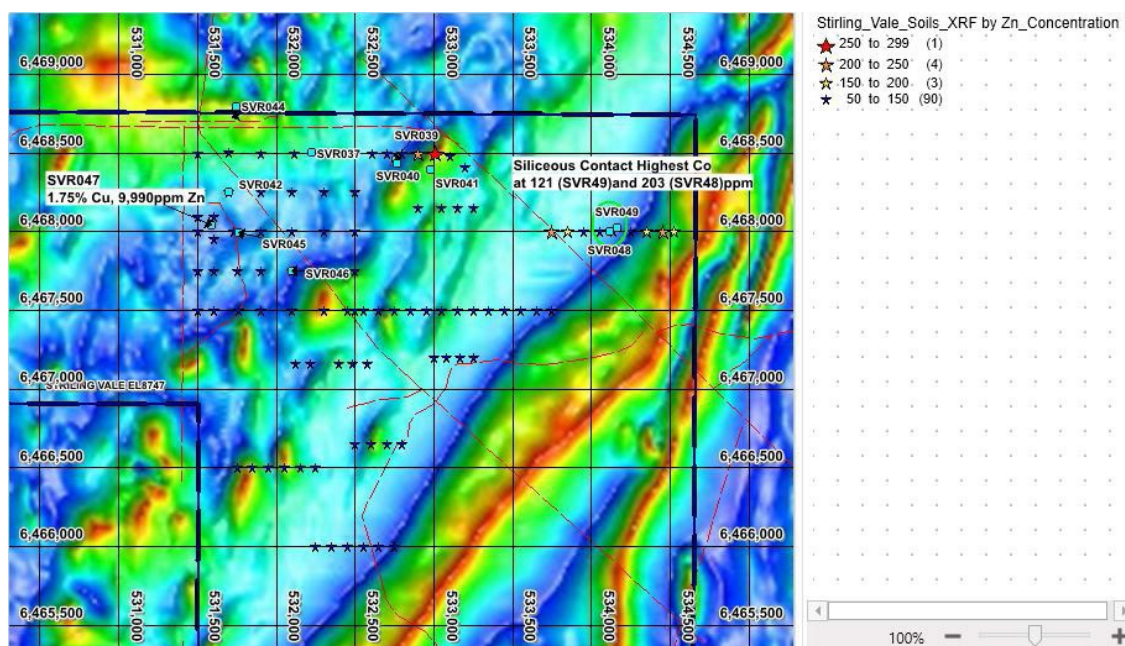 Stirling_Vale_Soils_XRF by Zn_Concentration
250 to 299 (1)
200 to 250 (4)
150 to 200 (3)
50 to 150 (90)
531,000
531,500
532,000
532,500
533,000
533,500
534,000
534,500
6,469,000
6,469,000
SVR044
6,468,500
SVR039
6,468,500
SVR037
SVR040
SVR041
Siliceous Contact Highest Co
at 121 (SVR49)and 203 (SVR48)ppm
SVR047
1.75% Cu, 9,990ppm Zn
SVR042
6,468,000
SVR049
6,468,000
SVR045
SVR048
SVR046
6,467,500
6,467,500
6,467,000
STIRLING VALE EL8747
6,467,000
6,466,500
6,466,500
6,466,000
6,466,000
6,465,500
6,465,500
531,000
531,500
532,000
532,500
533,000
533,500
534,000
534,500
100%